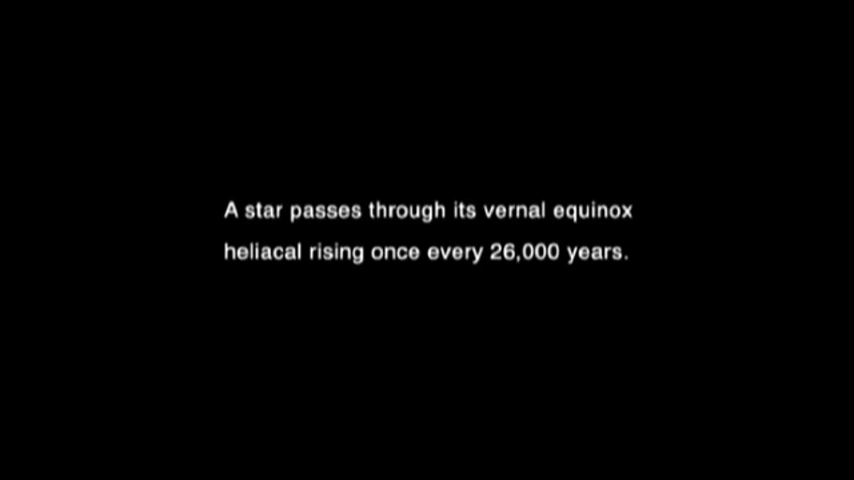 A star passes through its vernal equinox
heliacal rising once every 26,000 years.